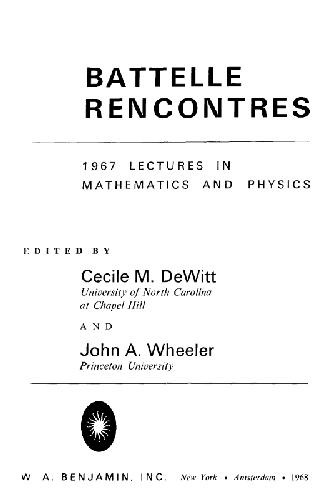 BATTELLE
RENCONTRES
1967 LECTURES IN
MATHEMATICS AND PHYSICS
EDITED BY
Cecile M. DeWitt
University of North Carolina
at Chapel Hill
AND
John A. Wheeler
Princeton University
W. A. BENJAMIN, INC. New York • Amsterdam • 1968